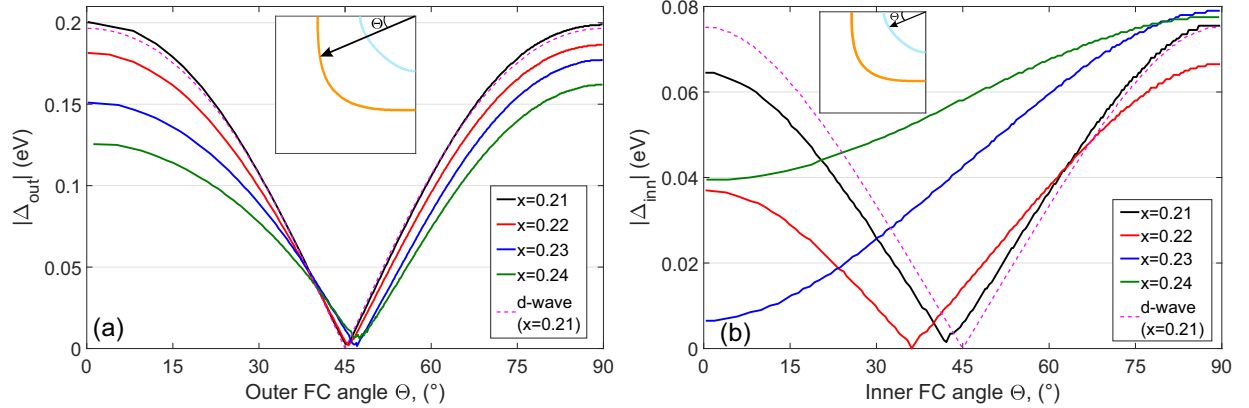 0.2
0.15
0.1
0.05
0
|Δout| (eV)
Θ
x=0.21
x=0.22
x=0.23
x=0.24
d-wave
(x=0.21)
(a)
0 15 30 45 60 75 90
Outer FC angle Θ, (°)
0.08
0.06
0.04
0.02
0
|Δinn| (eV)
Θ
x=0.21
x=0.22
x=0.23
x=0.24
d-wave
(x=0.21)
(b)
0 15 30 45 60 75 90
Inner FC angle Θ, (°)